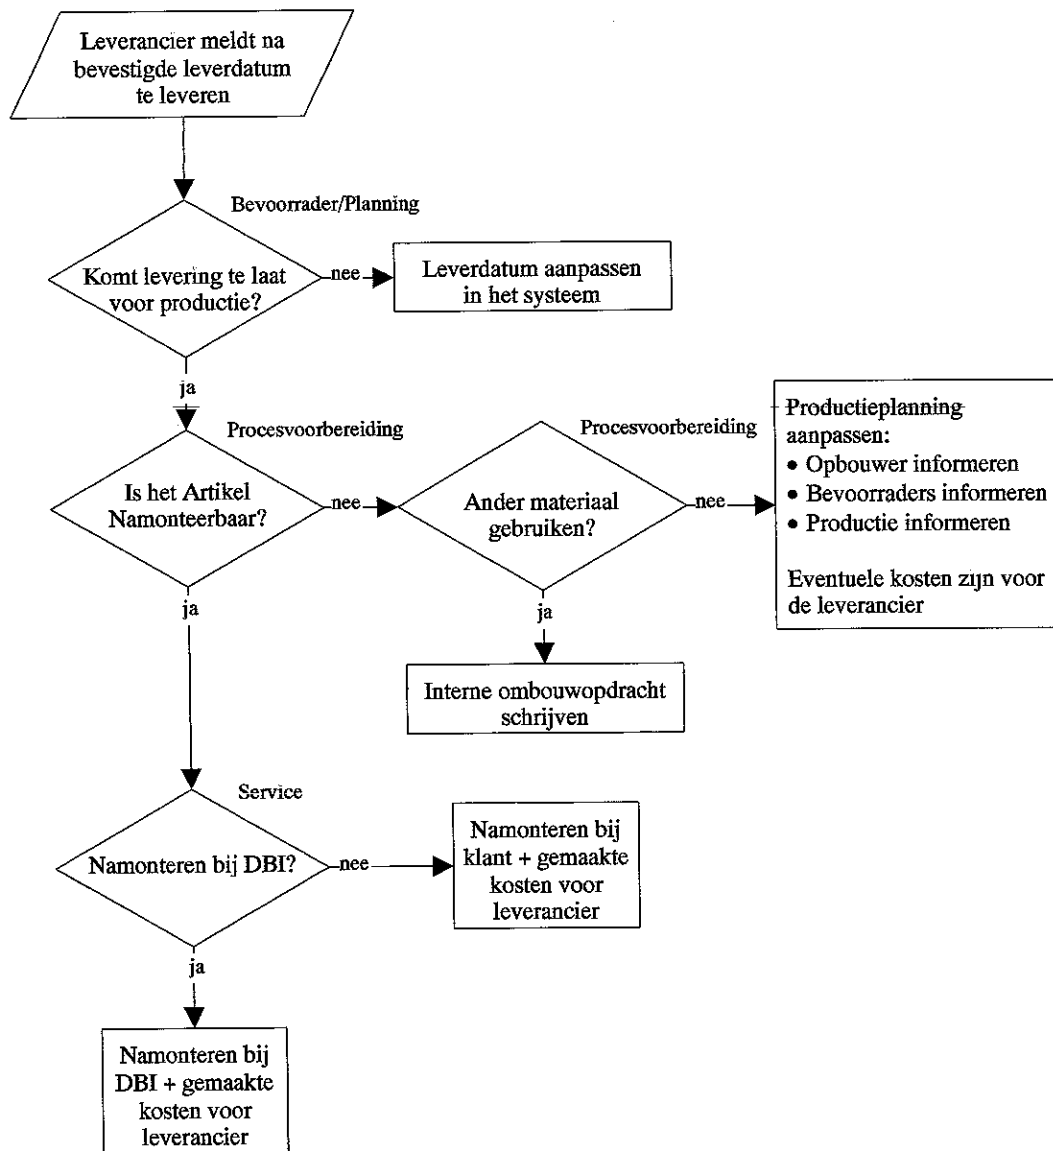 Leverancier meldt na
bevestigde leverdatum
te leveren
Bevoorrader/Planning
Komt levering te laat
voor productie?
nee
Leverdatum aanpassen
in het systeem
ja
Procesvoorbereiding
Is het Artikel
Namonteerbaar?
nee
Procesvoorbereiding
Ander materiaal
gebruiken?
nee
Productieplanning
aanpassen:
• Opbouwer informeren
• Bevoorraders informeren
• Productie informeren
Eventuele kosten zijn voor
de leverancier
ja
ja
Interne ombouwopdracht
schrijven
Service
Namonteren bij DBI?
nee
Namonteren bij
klant + gemaakte
kosten voor
leverancier
ja
Namonteren bij
DBI + gemaakte
kosten voor
leverancier